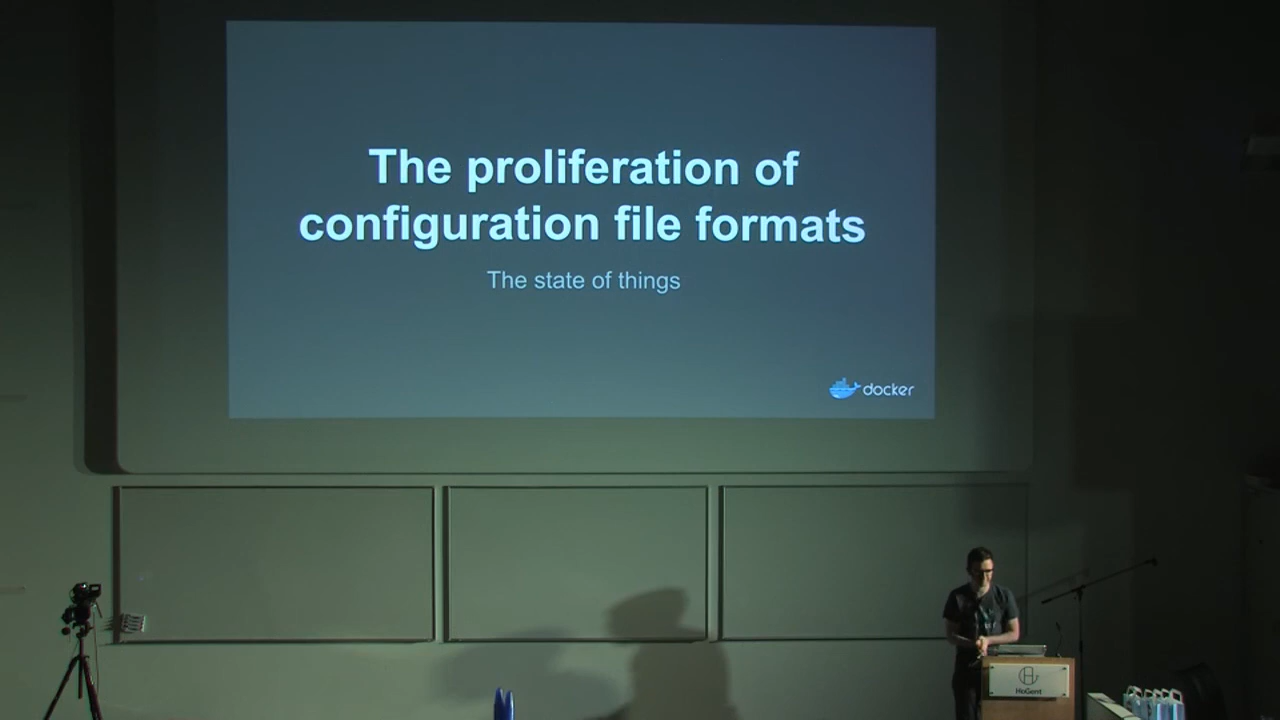 The proliferation of
configuration file formats
The state of things
docker
HoGent